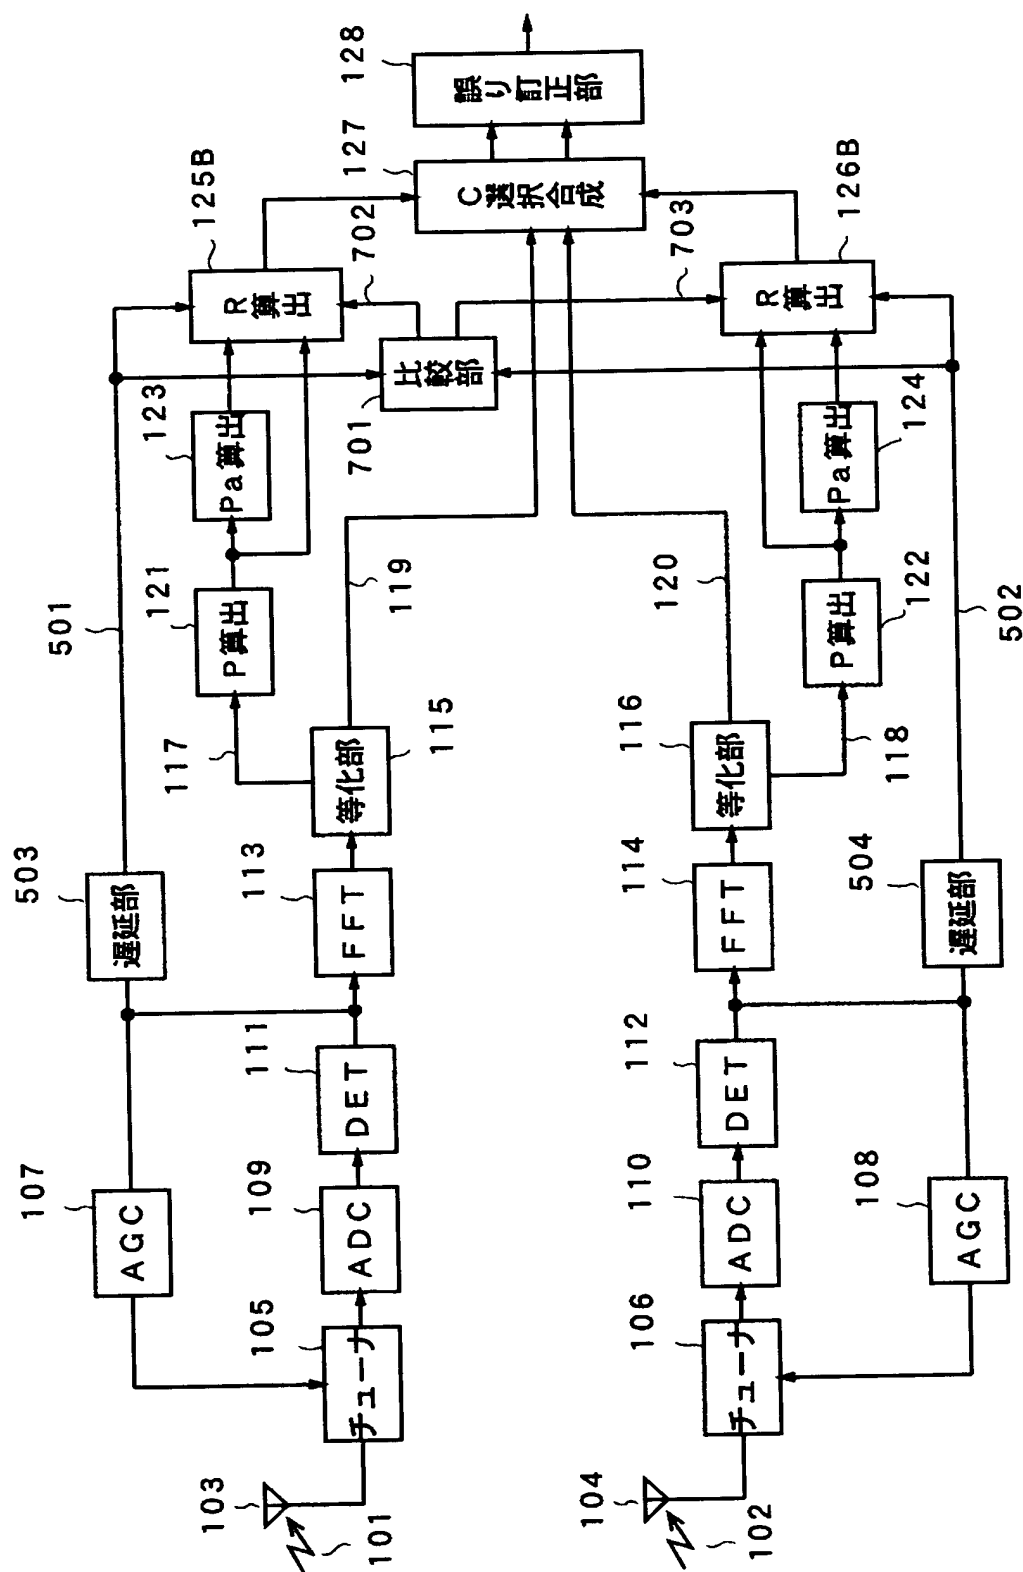 103
101
105
チューナ
107
AGC
109
ADC
111
DET
503
遅延部
113
FFT
115
等化部
117
501
121
P算出
119
123
Pa算出
125B
R算出
702
701
比較部
127
C選択合成
128
誤り訂正部
104
102
106
チューナ
108
AGC
110
ADC
112
DET
504
遅延部
114
FFT
116
等化部
118
502
122
P算出
120
124
Pa算出
126B
R算出
703